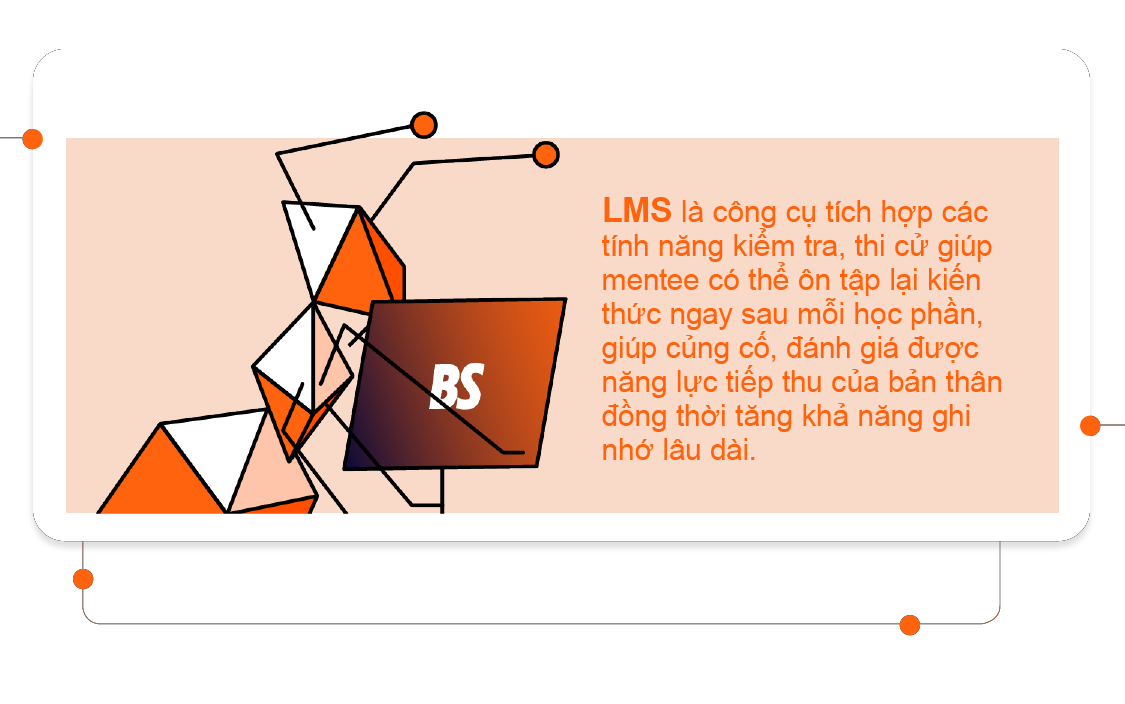 BS
LMS là công cụ tích hợp các
tính năng kiểm tra, thi cử giúp
mentee có thể ôn tập lại kiến
thức ngay sau mỗi học phần,
giúp củng cố, đánh giá được
năng lực tiếp thu của bản thân
đồng thời tăng khả năng ghi
nhớ lâu dài.